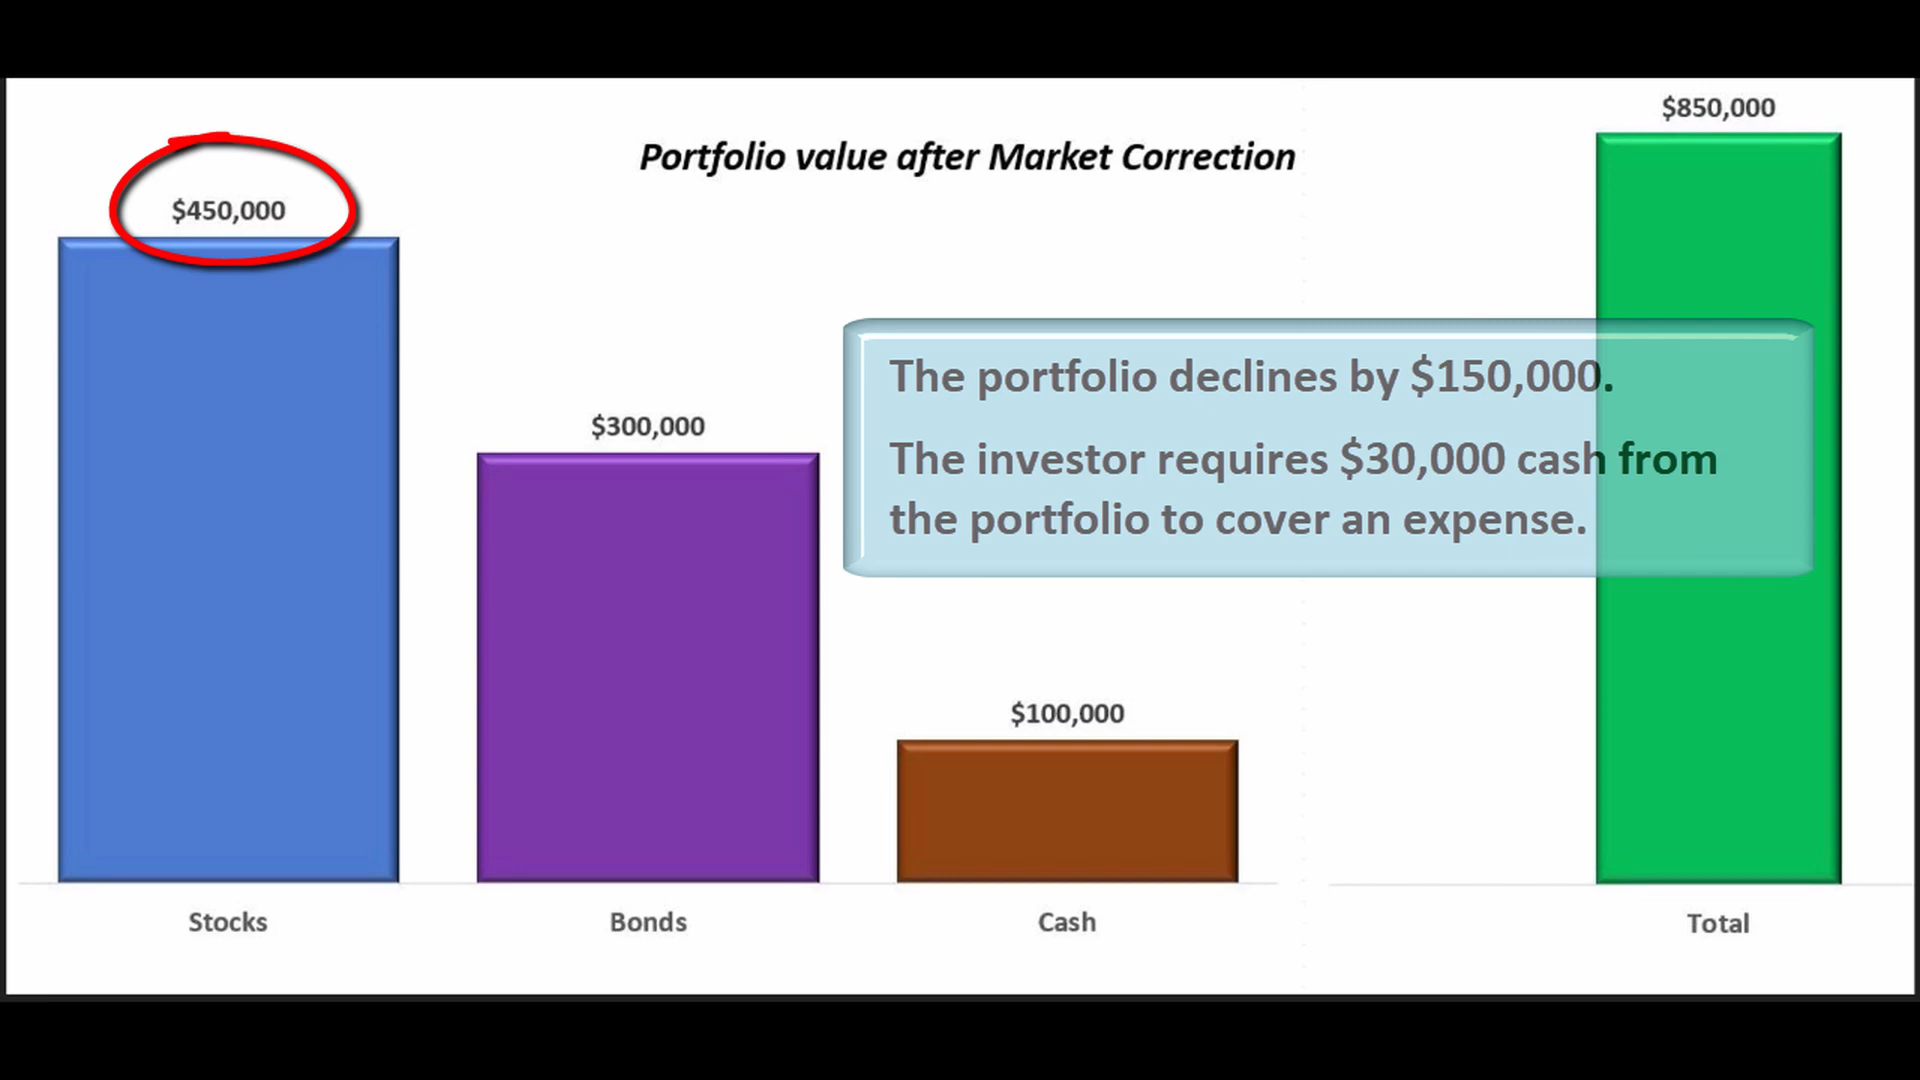 $850,000
Portfolio value after Market Correction
$450,000
The portfolio declines by $150,000.
The investor requires $30,000 cash from
the portfolio to cover an expense.
$300,000
$100,000
Stocks
Bonds
Cash
Total